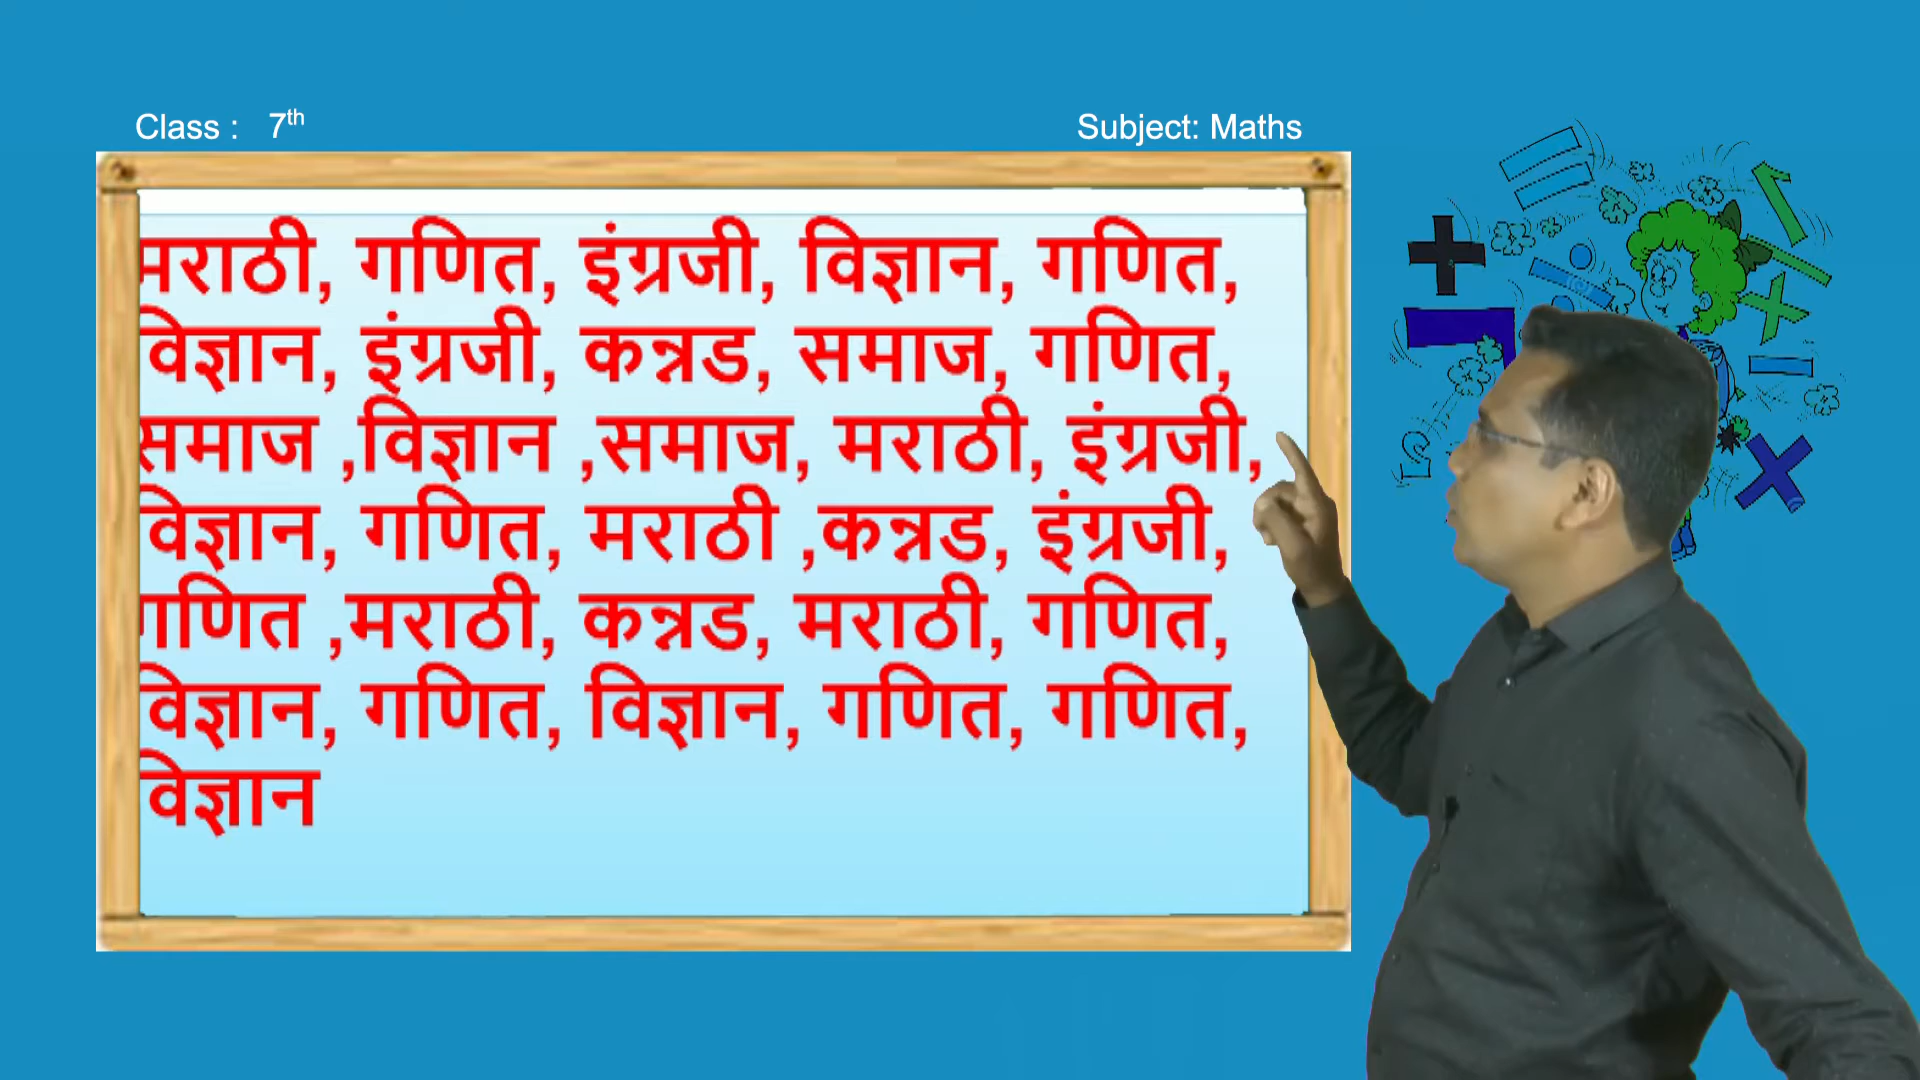 Class : 7th
Subject: Maths
मराठी, गणित, इंग्रजी, विज्ञान, गणित,
विज्ञान, इंग्रजी, कन्नड, समाज, गणित,
समाज ,विज्ञान ,समाज, मराठी, इंग्रजी,
विज्ञान, गणित, मराठी ,कन्नड, इंग्रजी,
गणित ,मराठी, कन्नड, मराठी, गणित,
विज्ञान, गणित, विज्ञान, गणित, गणित,
विज्ञान